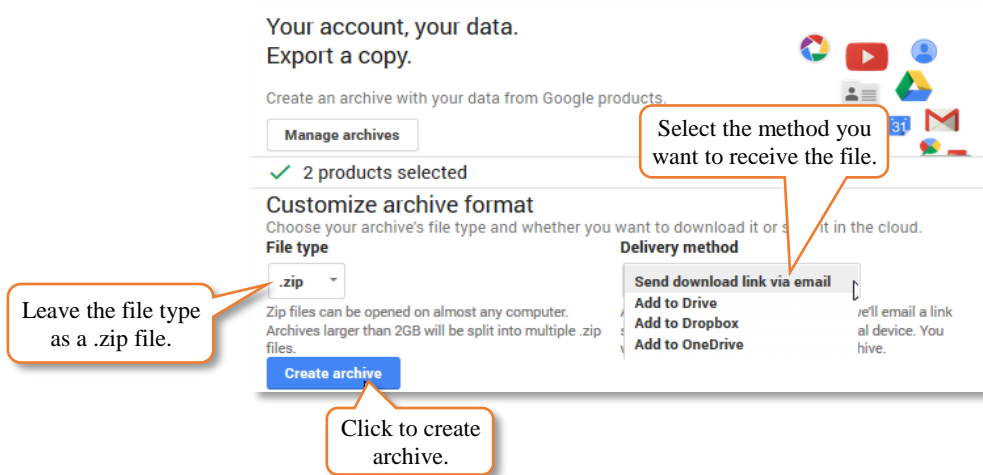 Your account, your data.
Export a copy.
Create an archive with your data from Google products.
Manage archives
31
Select the method you
want to receive the file.
2 products selected
Customize archive format
Choose your archive's file type and whether you want to download it or s it in the cloud.
File type
Delivery method
.zip
Send download link via email
Add to Drive
Add to Dropbox
Add to OneDrive
Leave the file type
as a .zip file.
Zip files can be opened on almost any computer.
Archives larger than 2GB will be split into multiple .zip
files.
we'll email a link
al device. You
hive.
Create archive
Click to create
archive.